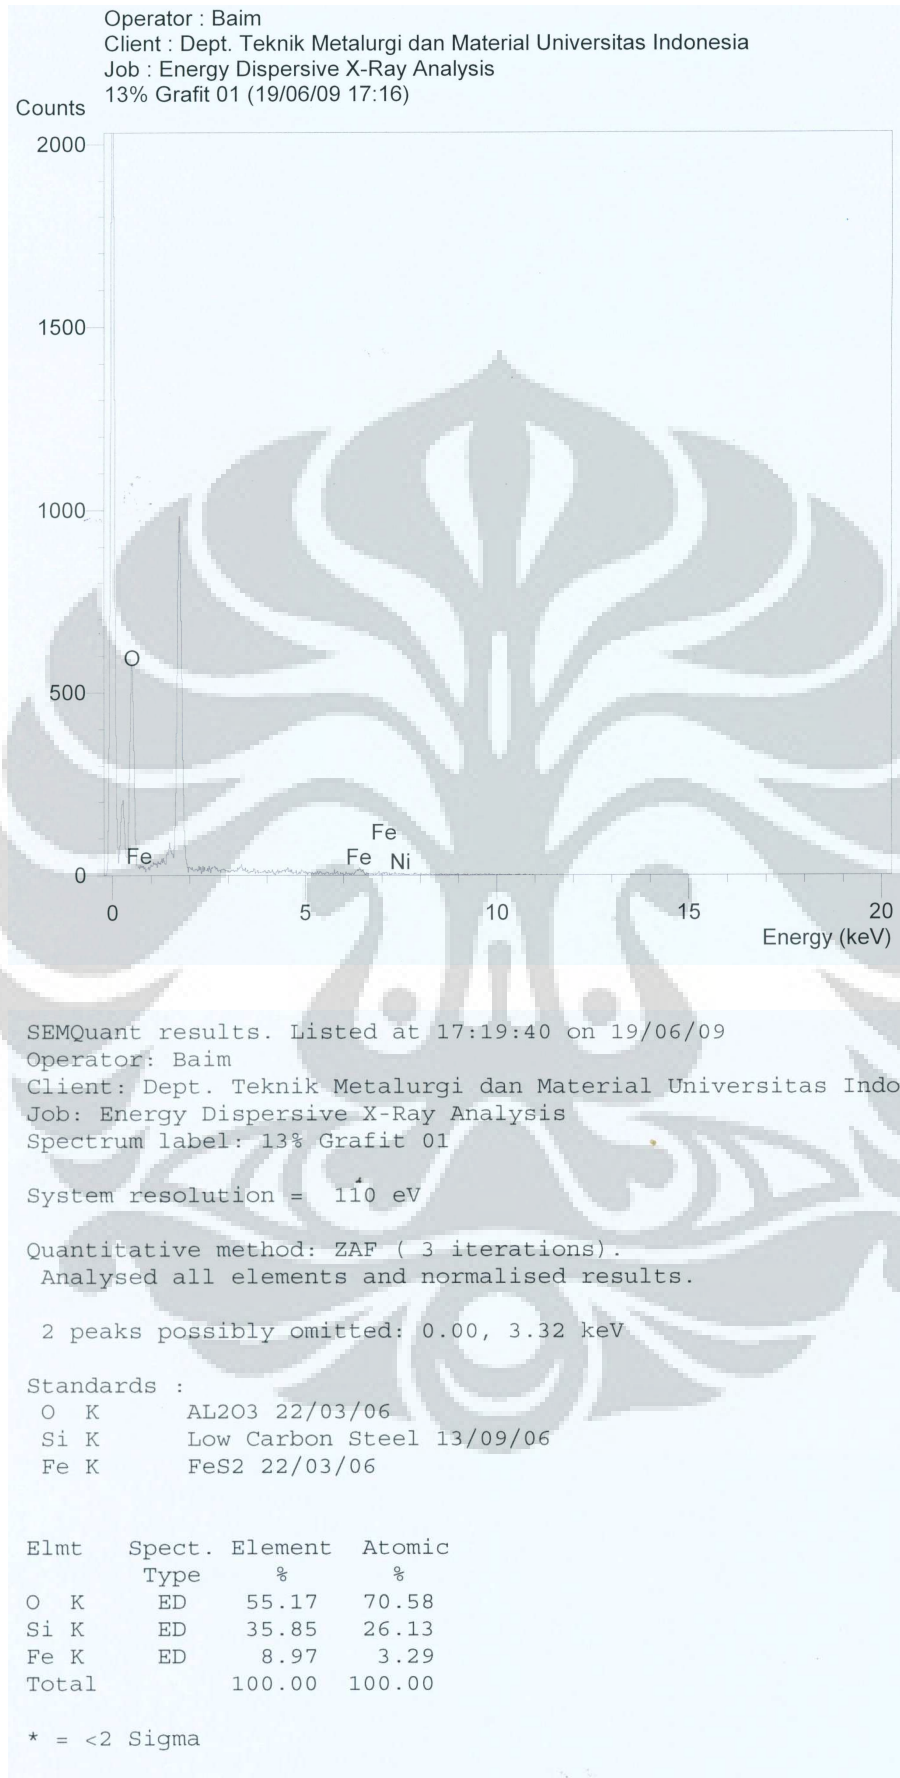 Operator : Baim
Client : Dept. Teknik Metalurgi dan Material Universitas Indonesia
Job : Energy Dispersive X-Ray Analysis
13% Grafit 01 (19/06/09 17:16)
Counts
2000
1500
1000
O
500
Fe
Fe
Fe
Ni
0
0 5 10 15 20
Energy (keV)
SEMQuant results. Listed at 17:19:40 on 19/06/09
Operator: Baim
Client: Dept. Teknik Metalurgi dan Material Universitas Indo
Job: Energy Dispersive X-Ray Analysis
Spectrum label: 13% Grafit 01
System resolution = 110 eV
Quantitative method: ZAF ( 3 iterations).
Analysed all elements and normalised results.
2 peaks possibly omitted: 0.00, 3.32 keV
Standards :
O K AL2O3 22/03/06
Si K Low Carbon Steel 13/09/06
Fe K FeS2 22/03/06
Elmt Spect. Element Atomic
Type % %
O K ED 55.17 70.58
Si K ED 35.85 26.13
Fe K ED 8.97 3.29
Total 100.00 100.00
* = <2 Sigma